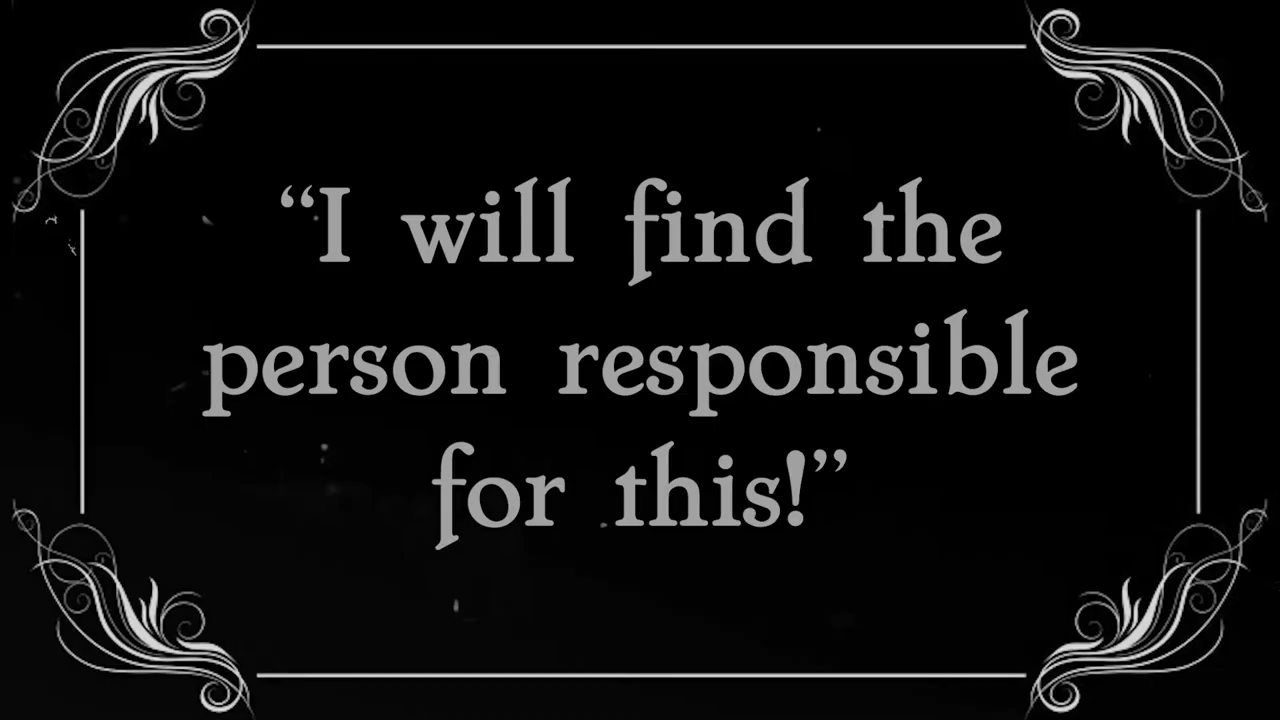 “I will find the
person responsible
for this!”